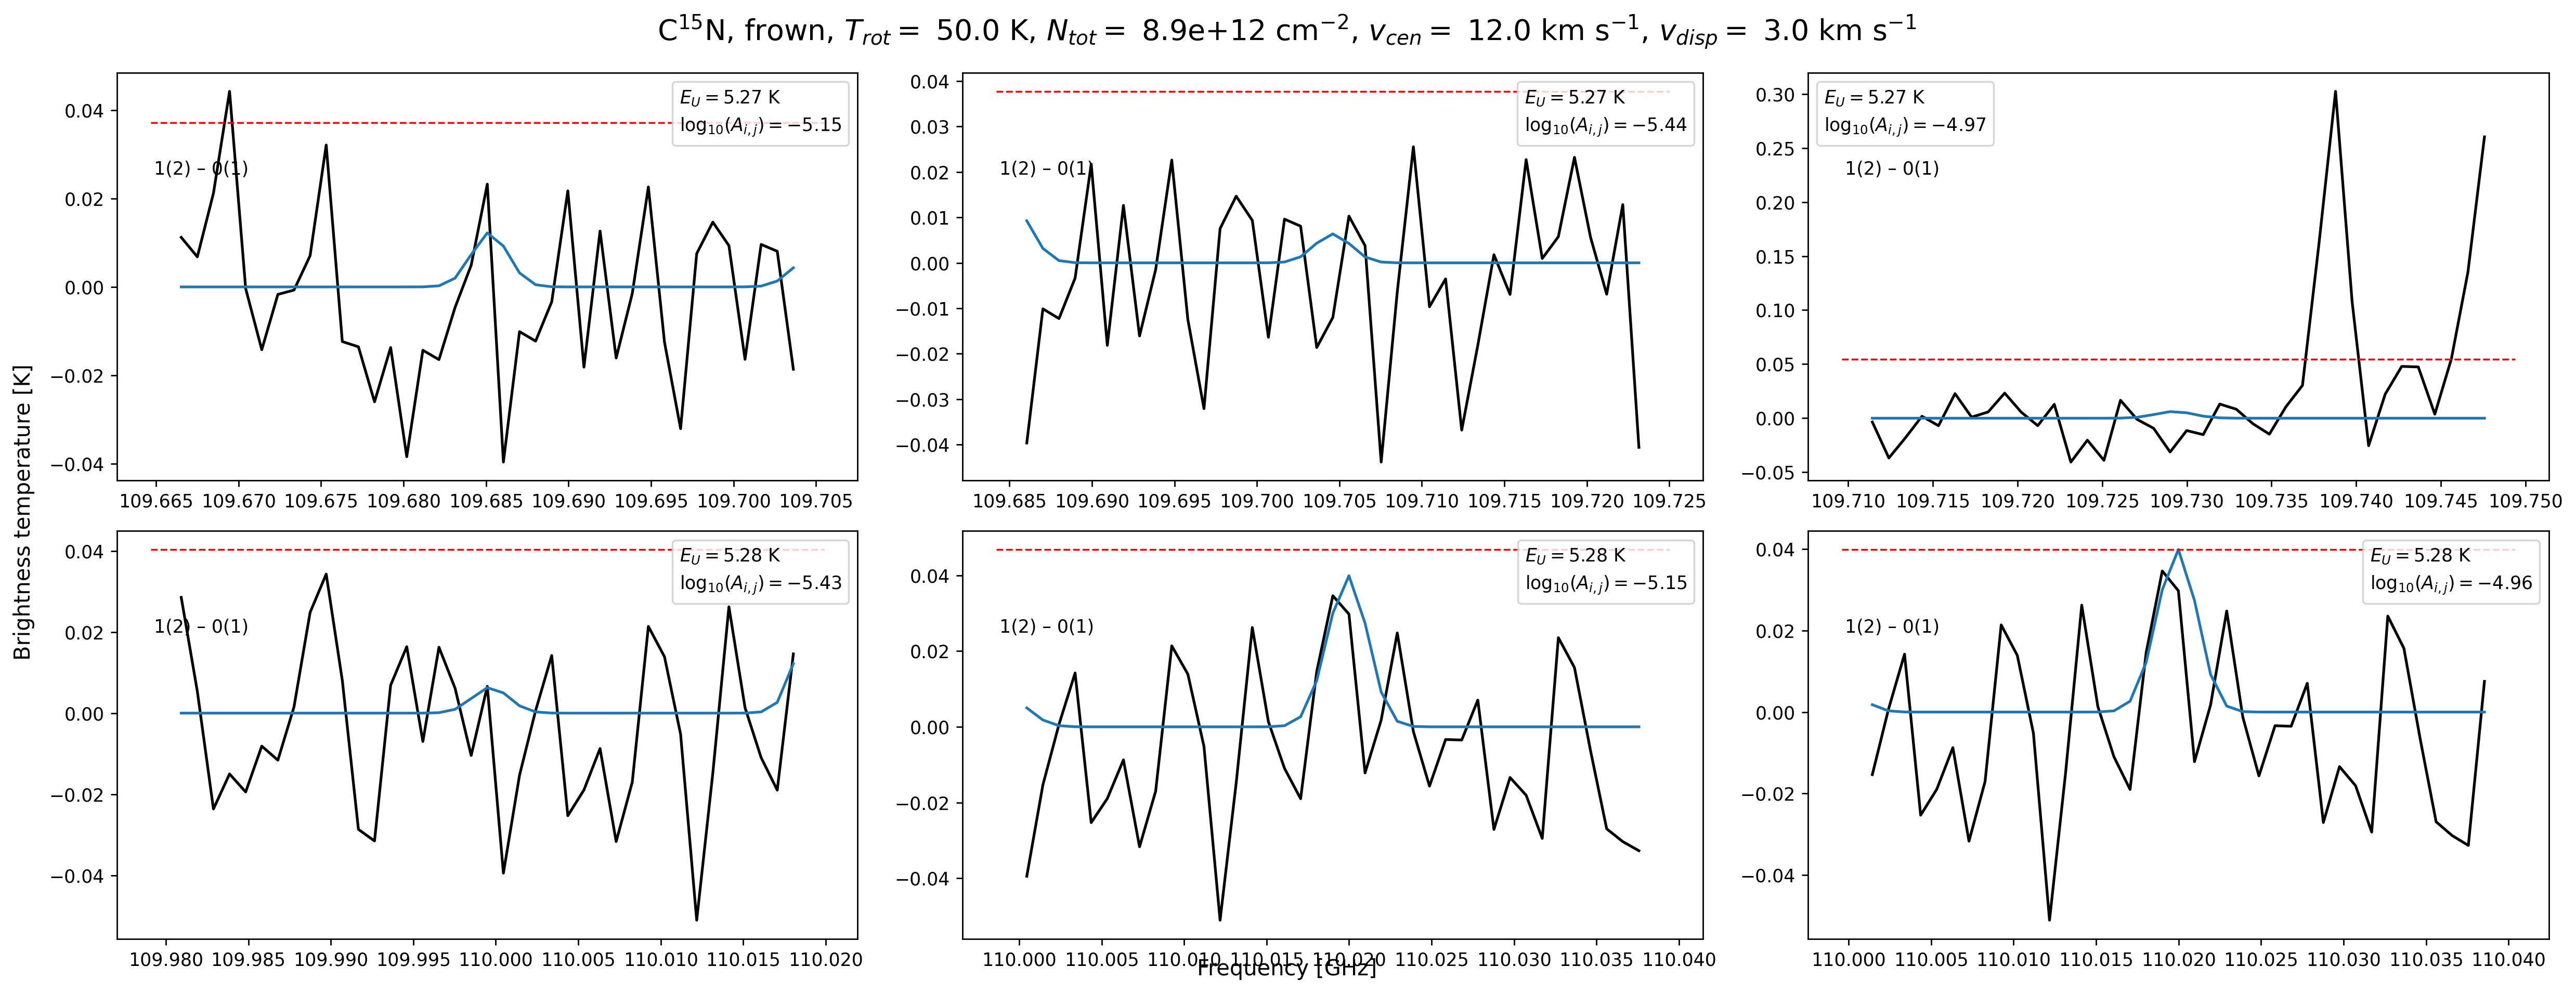 C¹⁵N, frown, T_rot = 50.0 K, N_tot = 8.9e+12 cm⁻², v_cen = 12.0 km s⁻¹, v_disp = 3.0 km s⁻¹
Brightness temperature [K]
E_U = 5.27 K
log₁₀(A_i,j) = −5.15
1(2) – 0(1)
0.04
0.02
0.00
−0.02
−0.04
109.665 109.670 109.675 109.680 109.685 109.690 109.695 109.700 109.705
E_U = 5.27 K
log₁₀(A_i,j) = −5.44
1(2) – 0(1)
0.04
0.03
0.02
0.01
0.00
−0.01
−0.02
−0.03
−0.04
109.685 109.690 109.695 109.700 109.705 109.710 109.715 109.720 109.725
E_U = 5.27 K
log₁₀(A_i,j) = −4.97
1(2) – 0(1)
0.30
0.25
0.20
0.15
0.10
0.05
0.00
−0.05
109.710 109.715 109.720 109.725 109.730 109.735 109.740 109.745 109.750
E_U = 5.28 K
log₁₀(A_i,j) = −5.43
1(2) – 0(1)
0.04
0.02
0.00
−0.02
−0.04
109.980 109.985 109.990 109.995 110.000 110.005 110.010 110.015 110.020
E_U = 5.28 K
log₁₀(A_i,j) = −5.15
1(2) – 0(1)
0.04
0.02
0.00
−0.02
−0.04
110.000 110.005 110.010 110.015 110.020 110.025 110.030 110.035 110.040
E_U = 5.28 K
log₁₀(A_i,j) = −4.96
1(2) – 0(1)
0.04
0.02
0.00
−0.02
−0.04
110.000 110.005 110.010 110.015 110.020 110.025 110.030 110.035 110.040
Frequency [GHz]